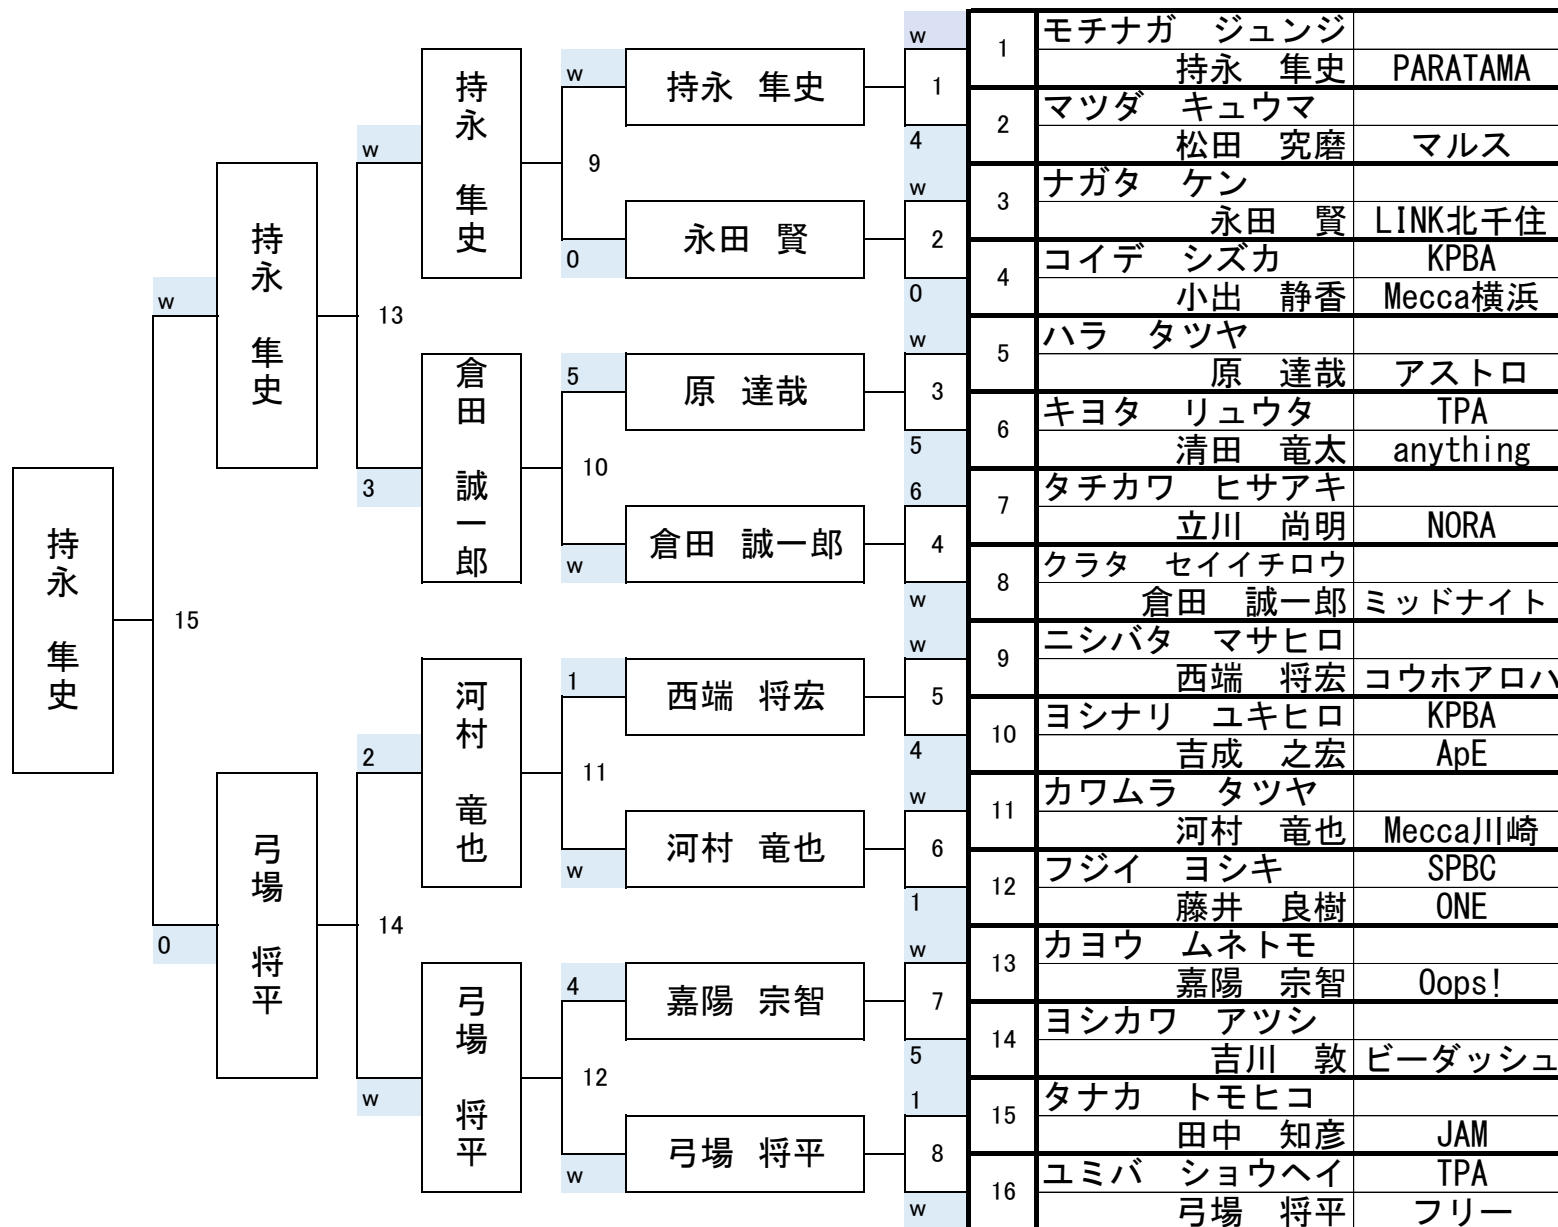 持永 隼史
w
15
0
持永 隼史
弓場 将平
w
13
3
2
14
w
持永 隼史
倉田 誠一郎
河村 竜也
弓場 将平
w
9
0
5
10
w
1
11
w
4
12
w
持永 隼史
永田 賢
原 達哉
倉田 誠一郎
西端 将宏
河村 竜也
嘉陽 宗智
弓場 将平
w
1
4
w
2
0
w
3
5
6
4
w
w
5
4
w
6
1
w
7
5
1
8
w
1 モチナガ ジュンジ
持永 隼史 PARATAMA
2 マツダ キュウマ
松田 究磨 マルス
3 ナガタ ケン
永田 賢 LINK北千住
4 コイデ シズカ KPBA
小出 静香 Mecca横浜
5 ハラ タツヤ
原 達哉 アストロ
6 キヨタ リュウタ TPA
清田 竜太 anything
7 タチカワ ヒサアキ
立川 尚明 NORA
8 クラタ セイイチロウ
倉田 誠一郎 ミッドナイト
9 ニシバタ マサヒロ
西端 将宏 コウホアロハ
10 ヨシナリ ユキヒロ KPBA
吉成 之宏 ApE
11 カワムラ タツヤ
河村 竜也 Mecca川崎
12 フジイ ヨシキ SPBC
藤井 良樹 ONE
13 カヨウ ムネトモ
嘉陽 宗智 Oops!
14 ヨシカワ アツシ
吉川 敦 ビーダッシュ
15 タナカ トモヒコ
田中 知彦 JAM
16 ユミバ ショウヘイ TPA
弓場 将平 フリー